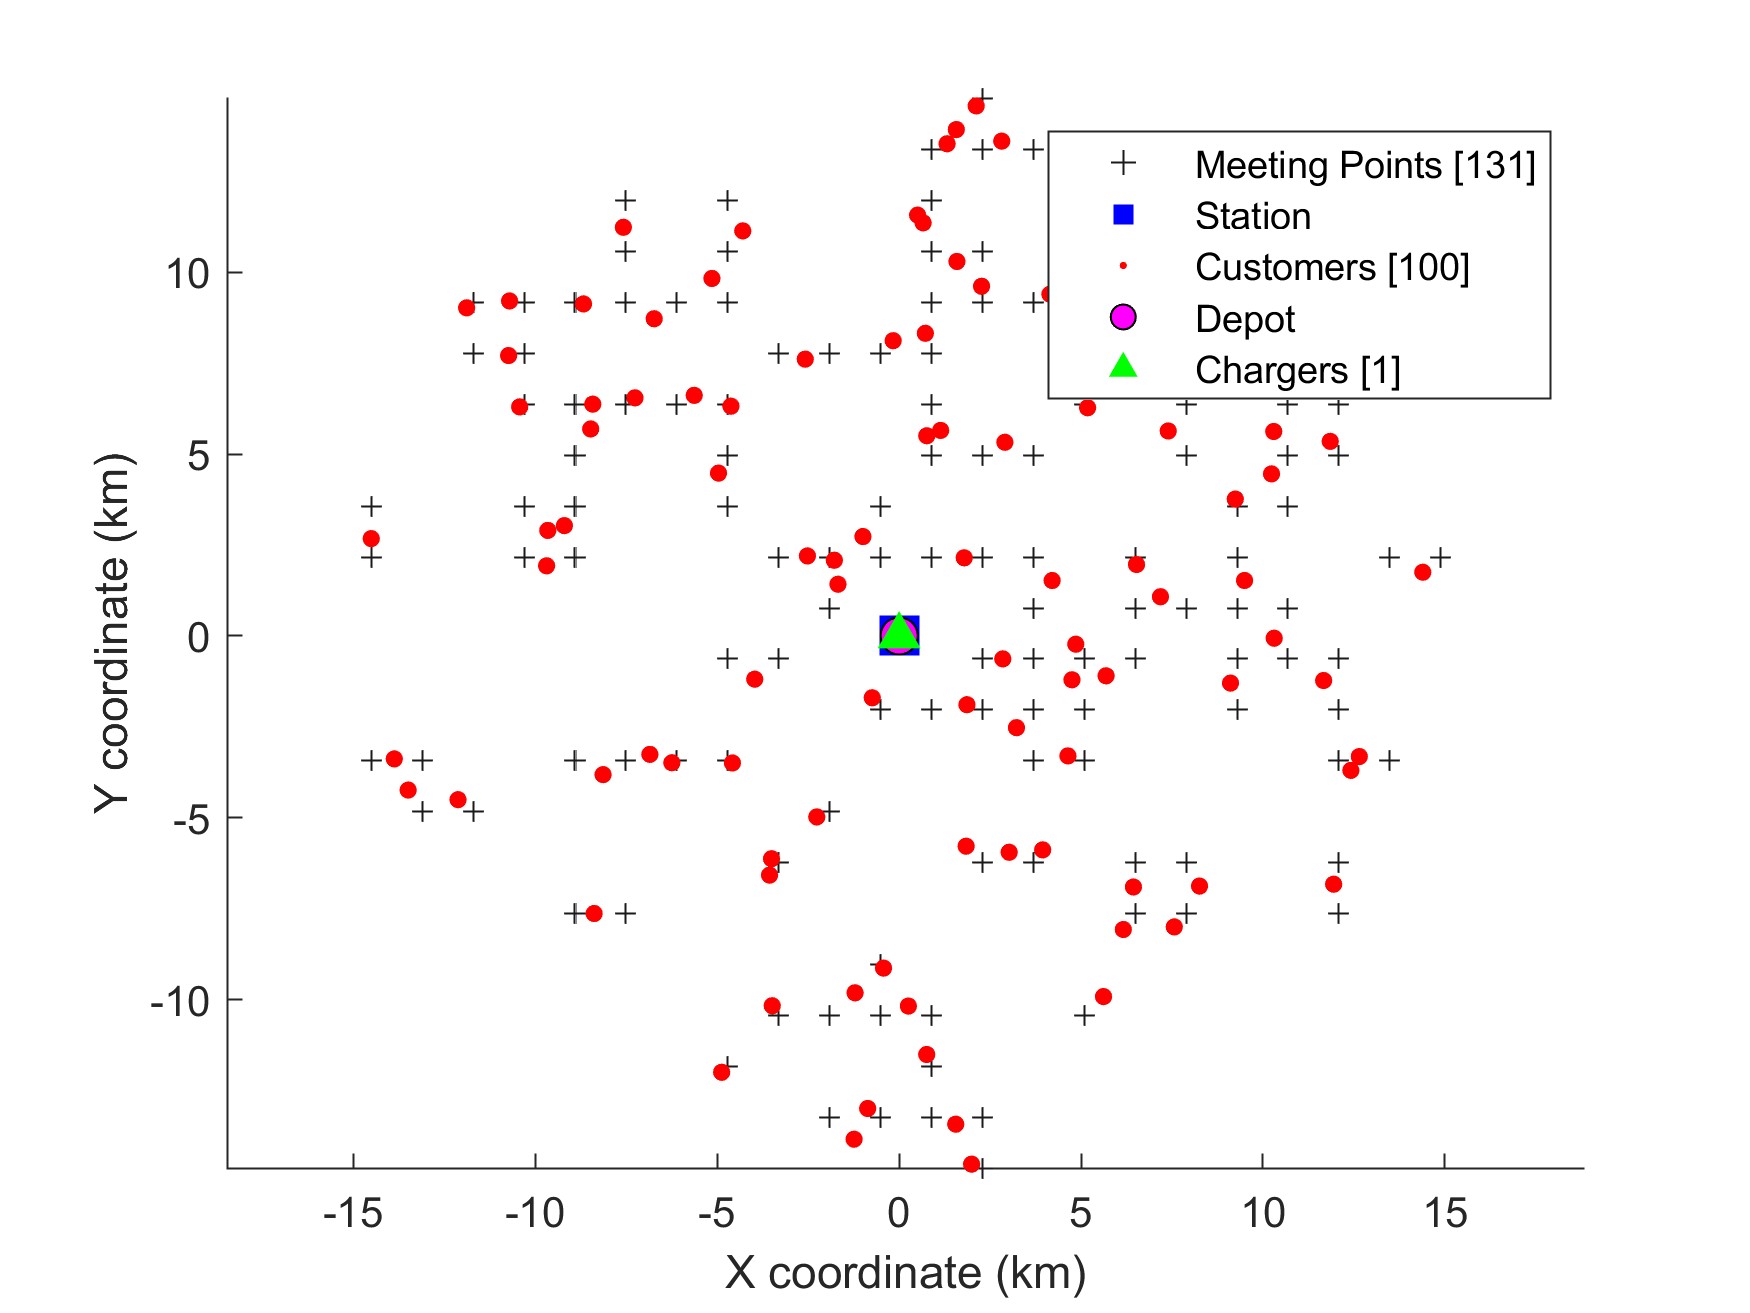 Meeting Points [131]
Station
Customers [100]
Depot
Chargers [1]
10
5
0
-5
-10
Y coordinate (km)
-15 -10 -5 0 5 10 15
X coordinate (km)